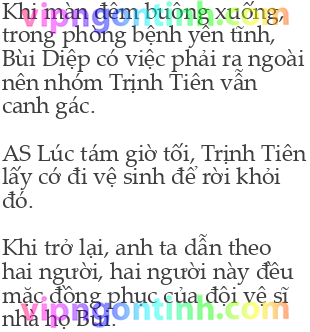 Khi màn đêm buông xuống,
vipngontinh.com
trong phòng bệnh yên tĩnh,
Bùi Diệp có việc phải ra ngoài
nên nhóm Trịnh Tiên vẫn
canh gác.
AS Lúc tám giờ tối, Trịnh Tiên
lấy cớ đi vệ sinh để rời khỏi
đó.
Khi trở lại, anh ta dẫn theo
hai người, hai người này đều
mặc đồng phục của đội vệ sĩ
vipngontinh.com
nhà họ Bùi.